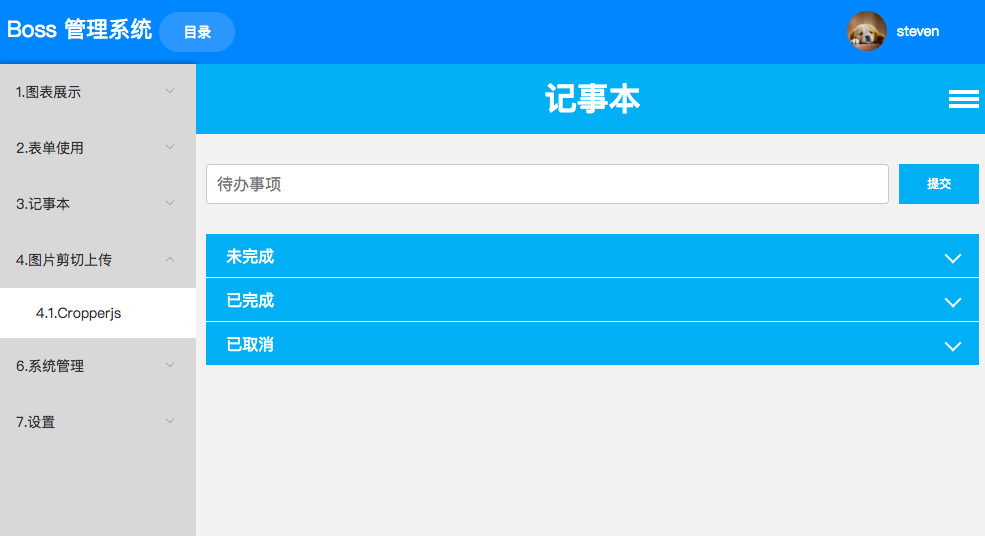 Boss 管理系统 目录 steven
1.图表展示
2.表单使用
3.记事本
4.图片剪切上传
4.1.Cropperjs
6.系统管理
7.设置
记事本
待办事项 提交
未完成
已完成
已取消